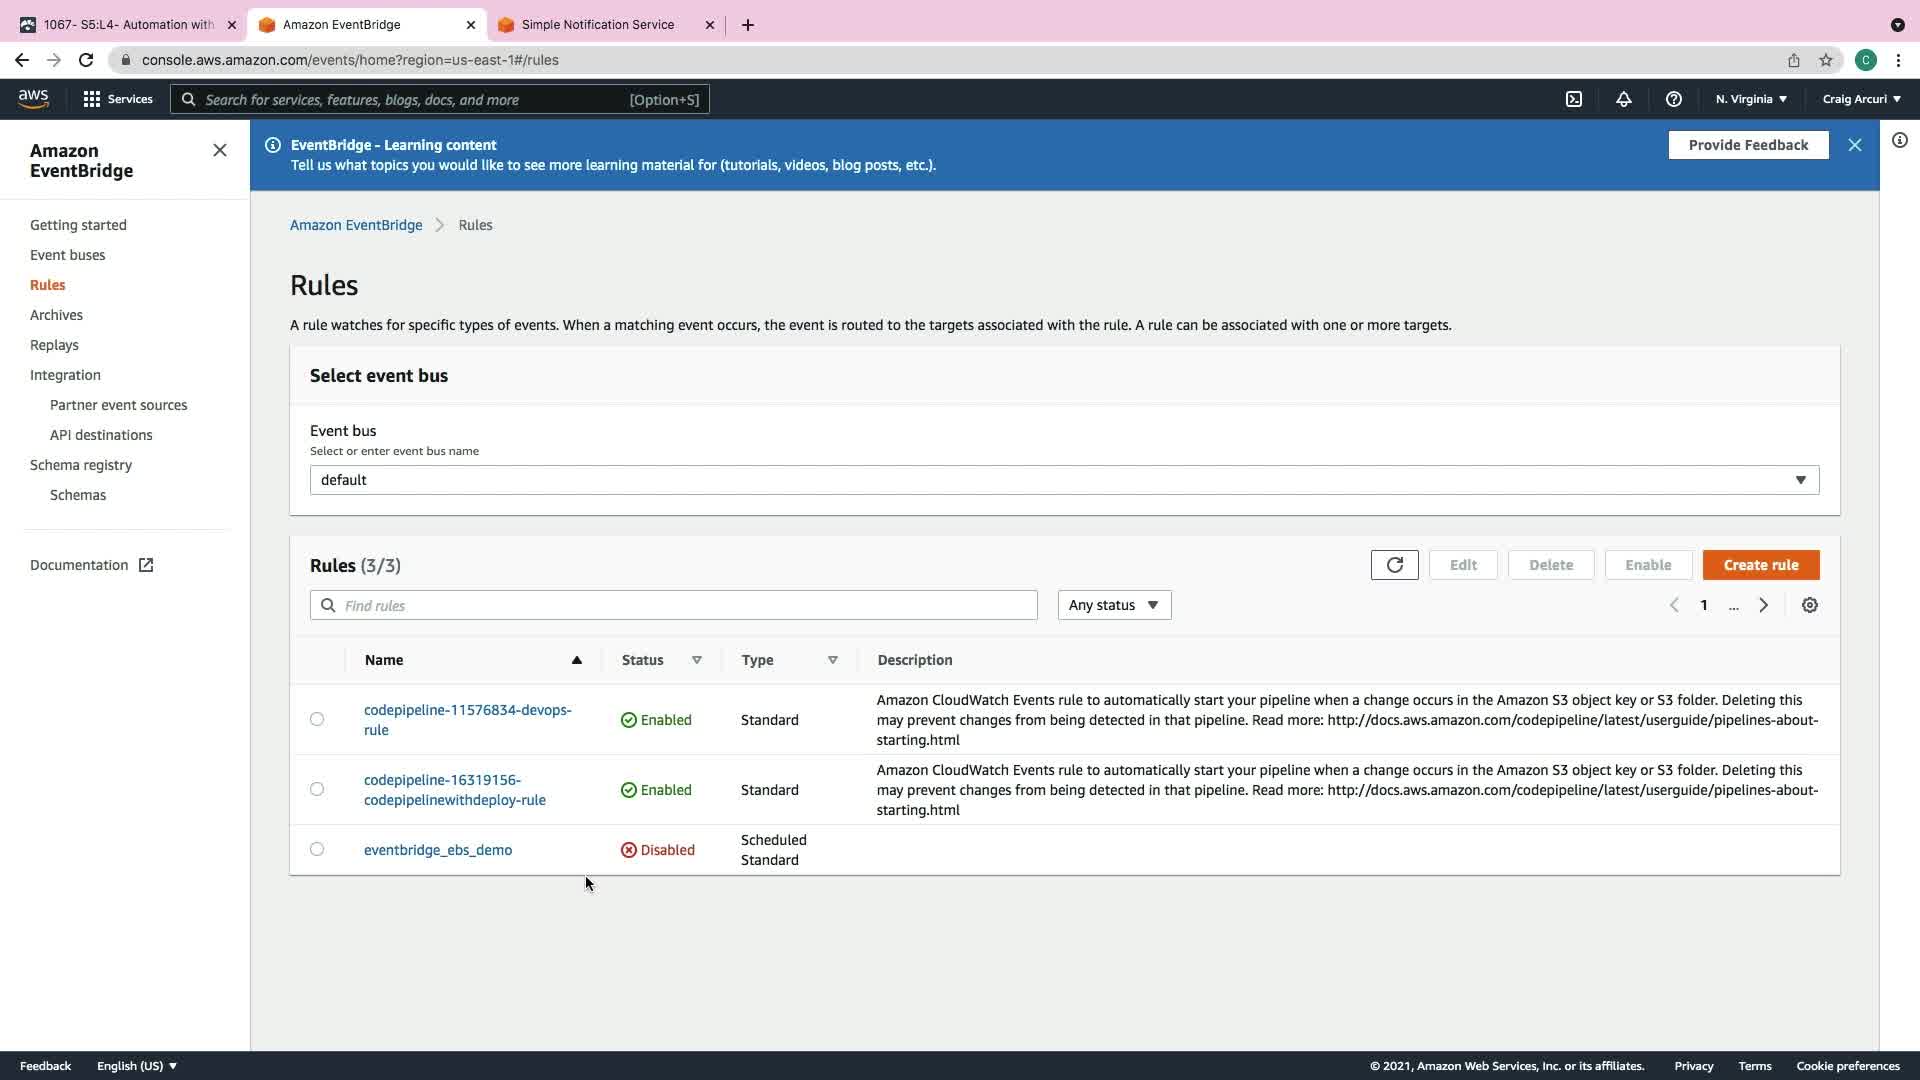 1067- S5:L4- Automation with
Amazon EventBridge
Simple Notification Service
console.aws.amazon.com/events/home?region=us-east-1#/rules
C
aws
Services
Search for services, features, blogs, docs, and more
[Option+S]
N. Virginia
Craig Arcuri
Amazon
EventBridge
Getting started
Event buses
Rules
Archives
Replays
Integration
Partner event sources
API destinations
Schema registry
Schemas
Documentation
EventBridge - Learning content
Tell us what topics you would like to see more learning material for (tutorials, videos, blog posts, etc.).
Provide Feedback
Amazon EventBridge
Rules
Rules
A rule watches for specific types of events. When a matching event occurs, the event is routed to the targets associated with the rule. A rule can be associated with one or more targets.
Select event bus
Event bus
Select or enter event bus name
default
Rules (3/3)
Edit
Delete
Enable
Create rule
Find rules
Any status
1
...
Name
Status
Type
Description
codepipeline-11576834-devops-
rule
Enabled
Standard
Amazon CloudWatch Events rule to automatically start your pipeline when a change occurs in the Amazon S3 object key or S3 folder. Deleting this
may prevent changes from being detected in that pipeline. Read more: http://docs.aws.amazon.com/codepipeline/latest/userguide/pipelines-about-
starting.html
codepipeline-16319156-
codepipelinewithdeploy-rule
Enabled
Standard
Amazon CloudWatch Events rule to automatically start your pipeline when a change occurs in the Amazon S3 object key or S3 folder. Deleting this
may prevent changes from being detected in that pipeline. Read more: http://docs.aws.amazon.com/codepipeline/latest/userguide/pipelines-about-
starting.html
eventbridge_ebs_demo
Disabled
Scheduled
Standard
Feedback
English (US)
© 2021, Amazon Web Services, Inc. or its affiliates.
Privacy
Terms
Cookie preferences